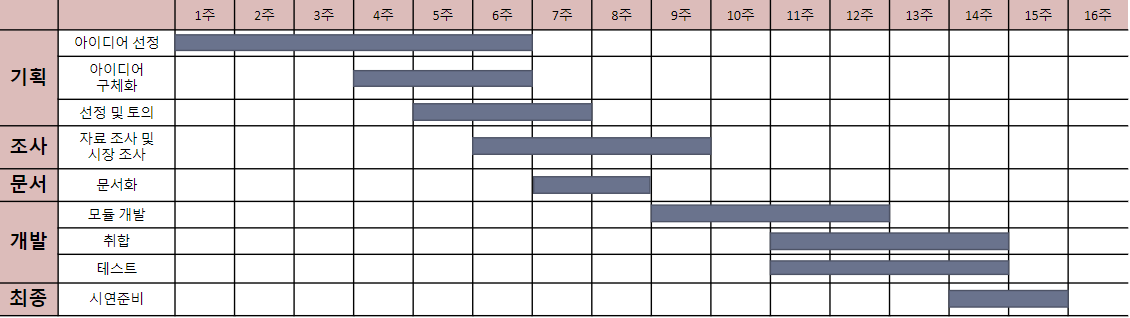 1주 2주 3주 4주 5주 6주 7주 8주 9주 10주 11주 12주 13주 14주 15주 16주
기획
아이디어 선정
아이디어
구체화
선정 및 토의
조사
자료 조사 및
시장 조사
문서
문서화
개발
모듈 개발
취합
테스트
최종
시연준비